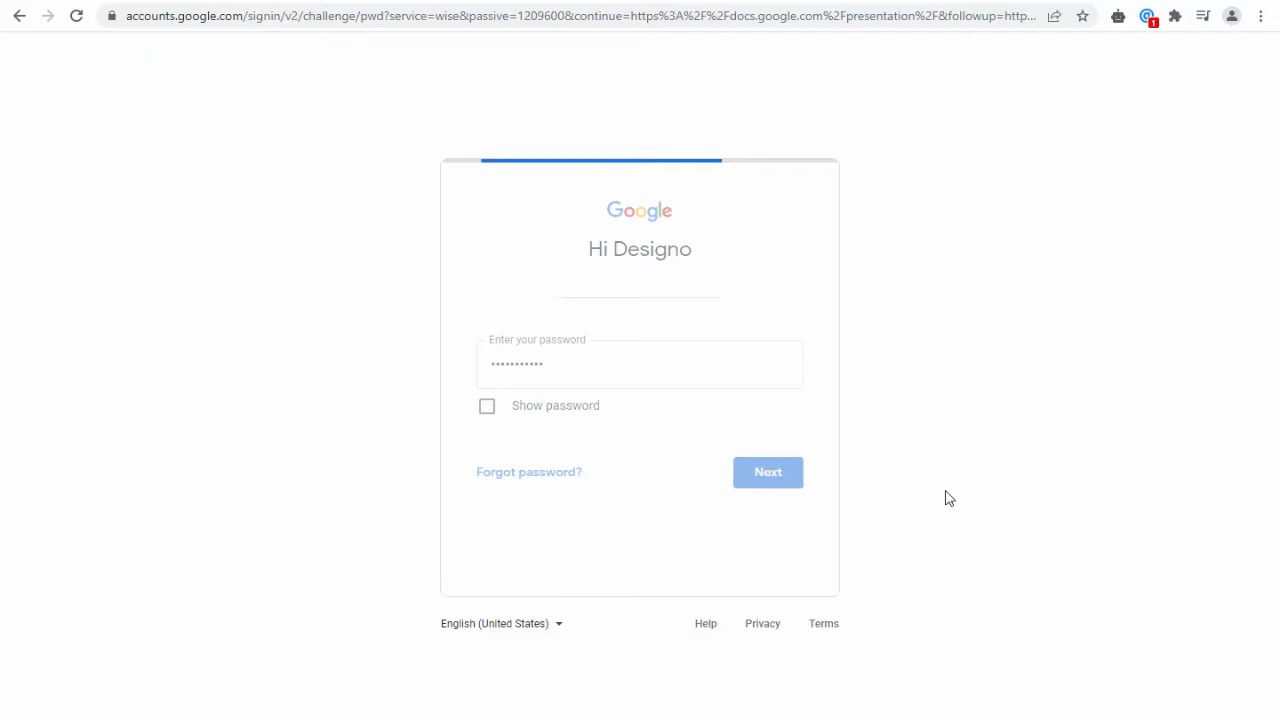 accounts.google.com/signin/v2/challenge/pwd?service=wise&passive=1209600&continue=https%3A%2F%2Fdocs.google.com%2Fpresentation%2F&followup=http...
1
Google
Hi Designo
Enter your password
•••••••••••
Show password
Forgot password?
Next
English (United States)
Help
Privacy
Terms